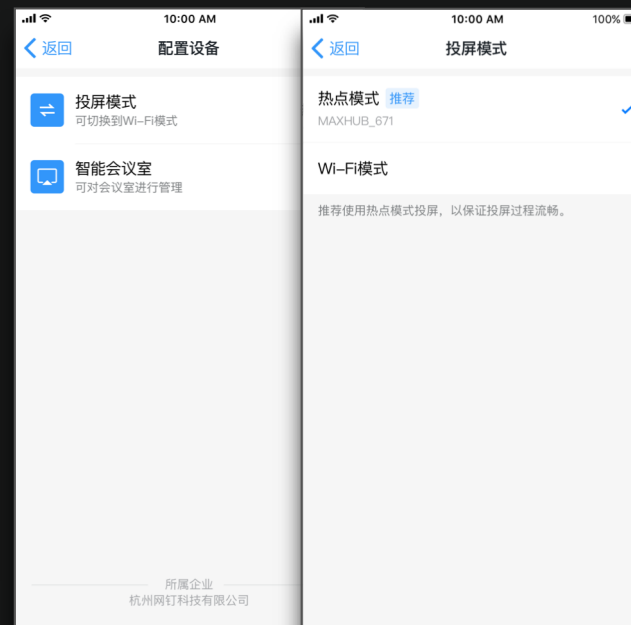 10:00 AM
返回
配置设备
投屏模式
可切换到Wi-Fi模式
智能会议室
可对会议室进行管理
所属企业
杭州网钉科技有限公司
10:00 AM
100%
返回
投屏模式
热点模式 推荐
MAXHUB_671
Wi-Fi模式
推荐使用热点模式投屏，以保证投屏过程流畅。